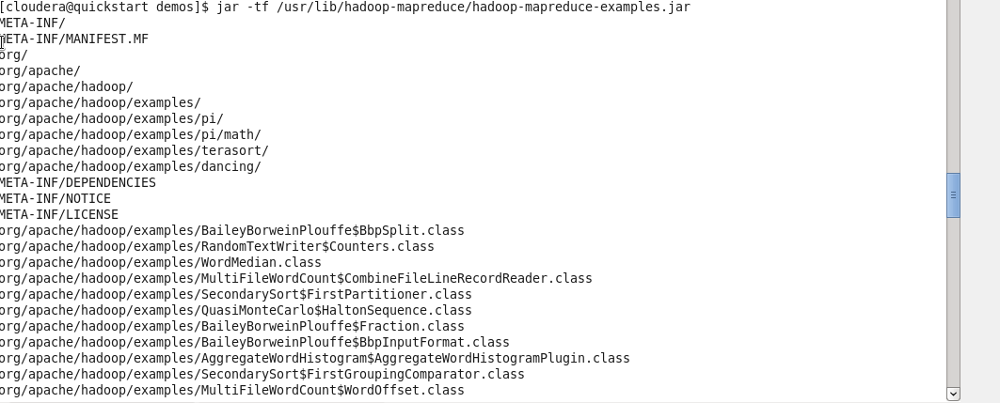 [cloudera@quickstart demos]$ jar -tf /usr/lib/hadoop-mapreduce/hadoop-mapreduce-examples.jar
META-INF/
META-INF/MANIFEST.MF
org/
org/apache/
org/apache/hadoop/
org/apache/hadoop/examples/
org/apache/hadoop/examples/pi/
org/apache/hadoop/examples/pi/math/
org/apache/hadoop/examples/terasort/
org/apache/hadoop/examples/dancing/
META-INF/DEPENDENCIES
META-INF/NOTICE
META-INF/LICENSE
org/apache/hadoop/examples/BaileyBorweinPlouffe$BbpSplit.class
org/apache/hadoop/examples/RandomTextWriter$Counters.class
org/apache/hadoop/examples/WordMedian.class
org/apache/hadoop/examples/MultiFileWordCount$CombineFileLineRecordReader.class
org/apache/hadoop/examples/SecondarySort$FirstPartitioner.class
org/apache/hadoop/examples/QuasiMonteCarlo$HaltonSequence.class
org/apache/hadoop/examples/BaileyBorweinPlouffe$Fraction.class
org/apache/hadoop/examples/BaileyBorweinPlouffe$BbpInputFormat.class
org/apache/hadoop/examples/AggregateWordHistogram$AggregateWordHistogramPlugin.class
org/apache/hadoop/examples/SecondarySort$FirstGroupingComparator.class
org/apache/hadoop/examples/MultiFileWordCount$WordOffset.class